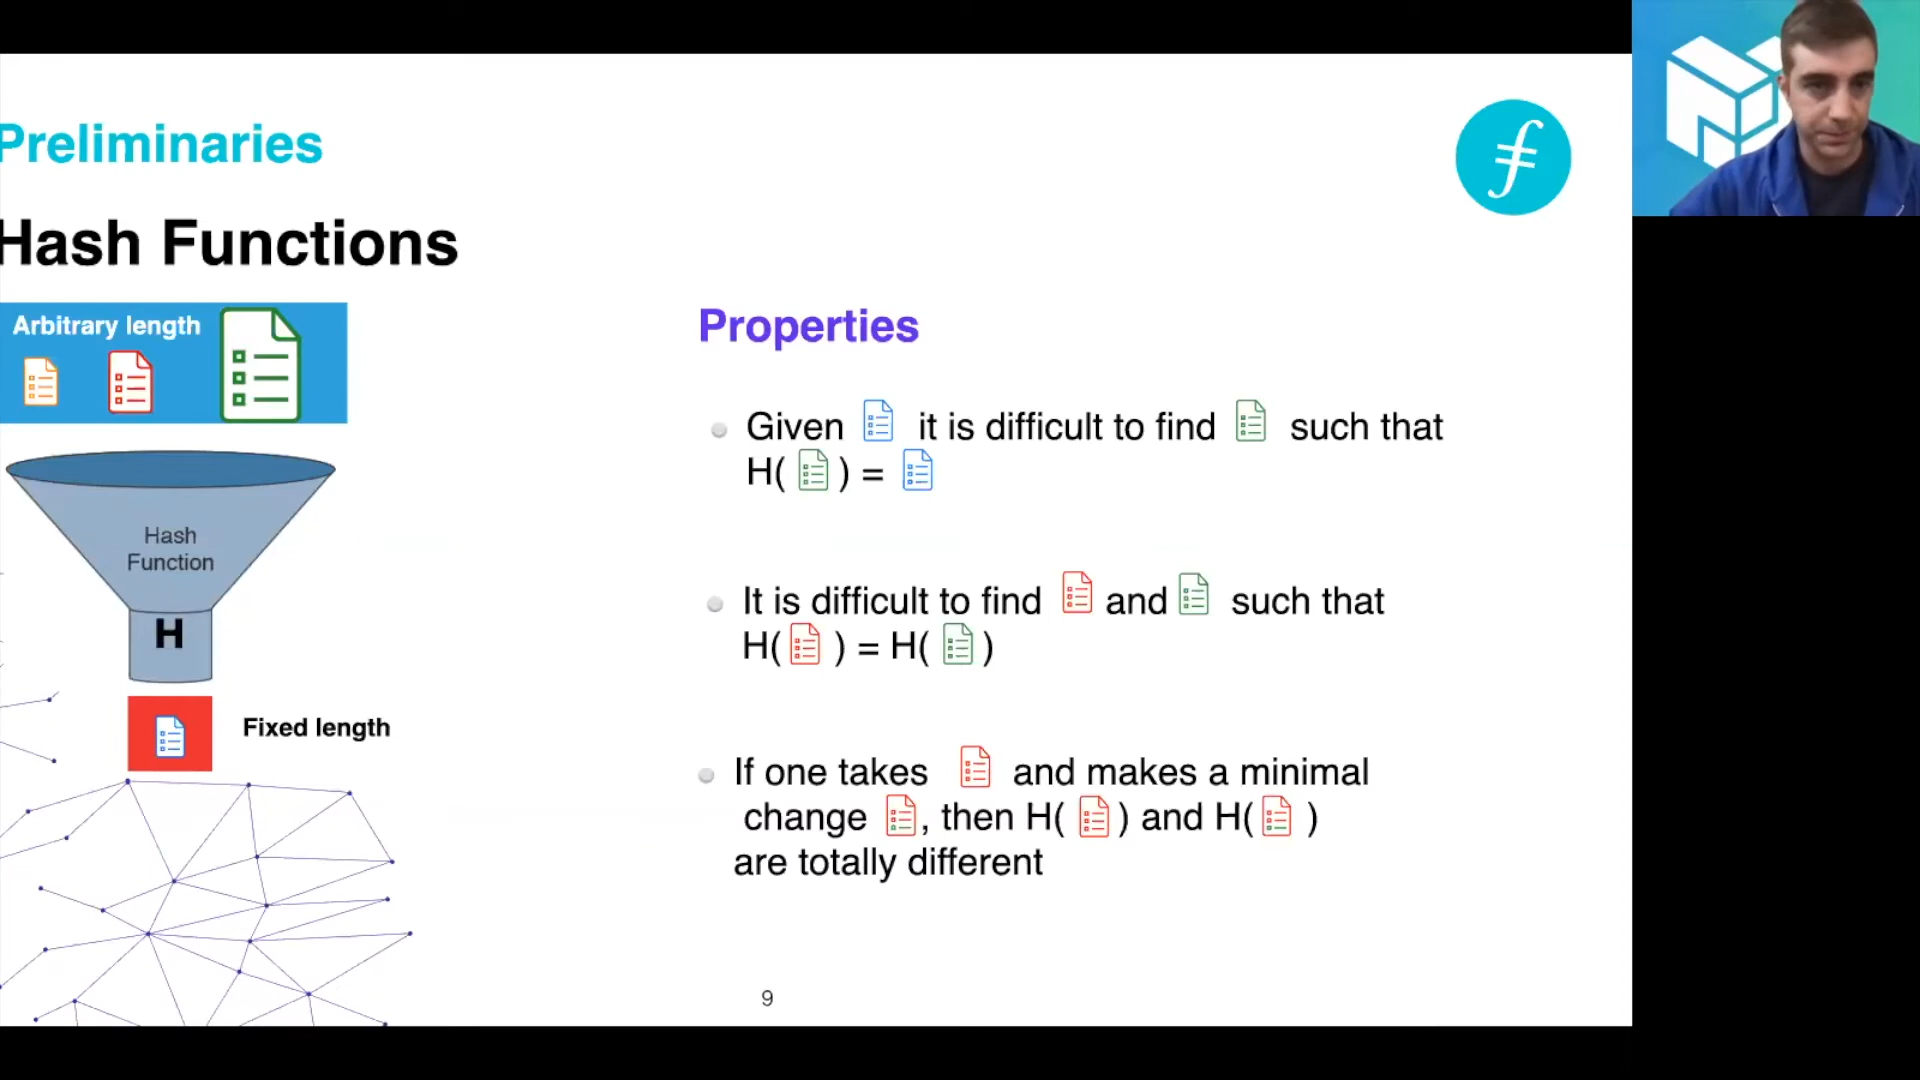 Preliminaries
Hash Functions
Arbitrary length
Hash
Function
H
Fixed length
Properties
Given it is difficult to find such that
H( ) =
It is difficult to find and such that
H( ) = H( )
If one takes and makes a minimal
change , then H( ) and H( )
are totally different
9